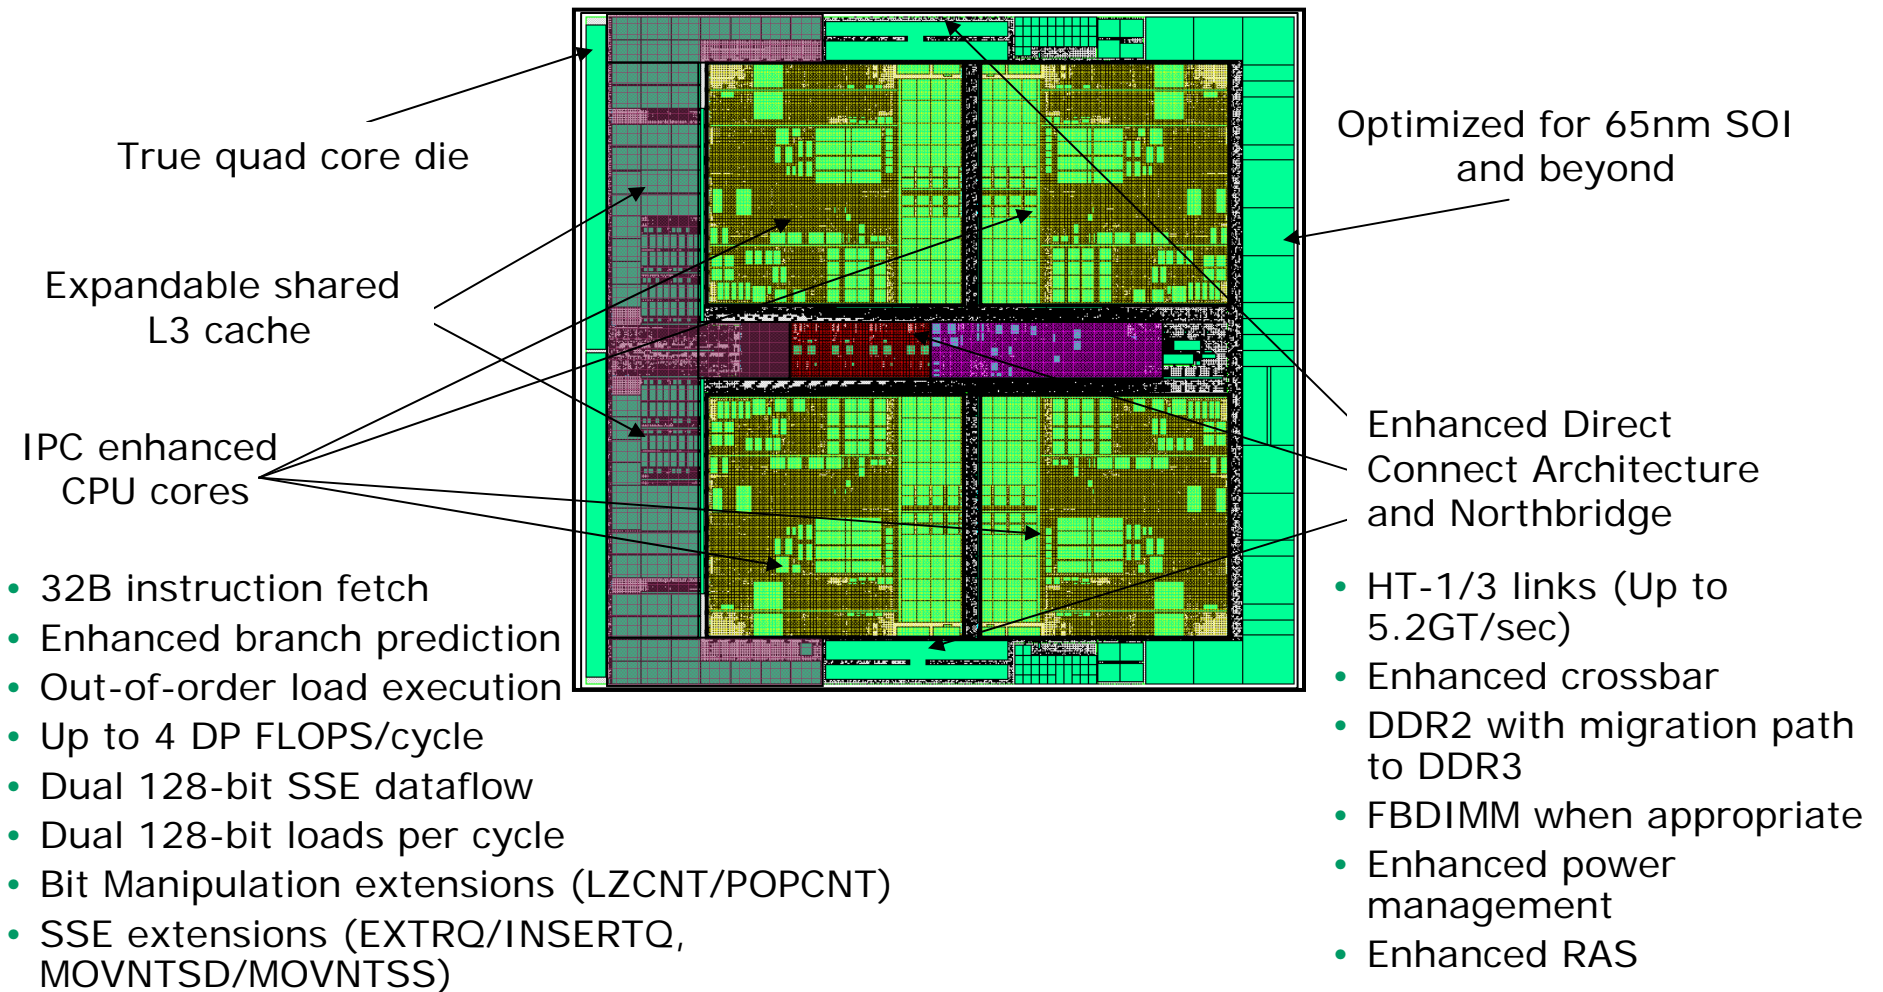 True quad core die
Expandable shared
L3 cache
IPC enhanced
CPU cores
• 32B instruction fetch
• Enhanced branch prediction
• Out-of-order load execution
• Up to 4 DP FLOPS/cycle
• Dual 128-bit SSE dataflow
• Dual 128-bit loads per cycle
• Bit Manipulation extensions (LZCNT/POPCNT)
• SSE extensions (EXTRQ/INSERTQ,
MOVNTSD/MOVNTSS)
Optimized for 65nm SOI
and beyond
Enhanced Direct
Connect Architecture
and Northbridge
• HT-1/3 links (Up to
5.2GT/sec)
• Enhanced crossbar
• DDR2 with migration path
to DDR3
• FBDIMM when appropriate
• Enhanced power
management
• Enhanced RAS